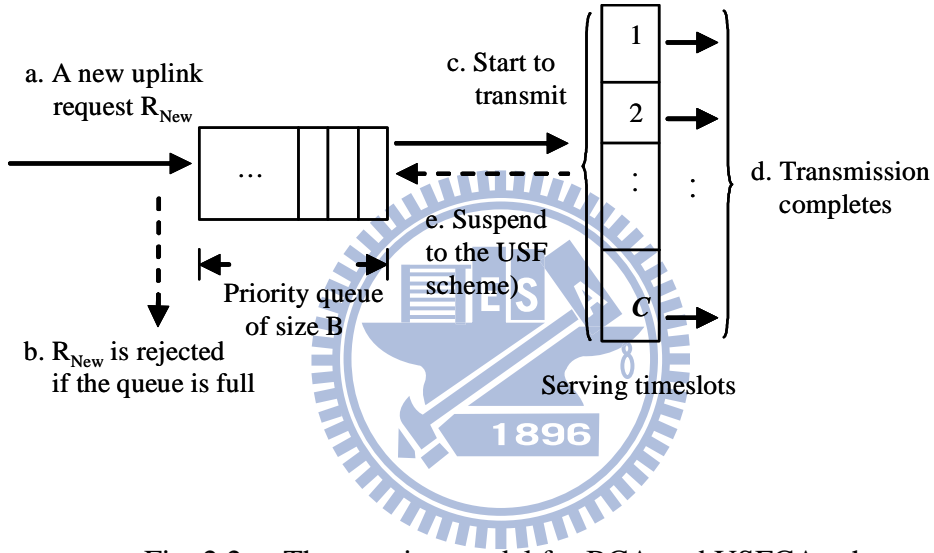 a. A new uplink
request R_New
c. Start to
transmit
1
2
:
:
C
...
d. Transmission
completes
e. Suspend
to the USF
scheme)
Priority queue
of size B
b. R_New is rejected
if the queue is full
Serving timeslots
E S
1896